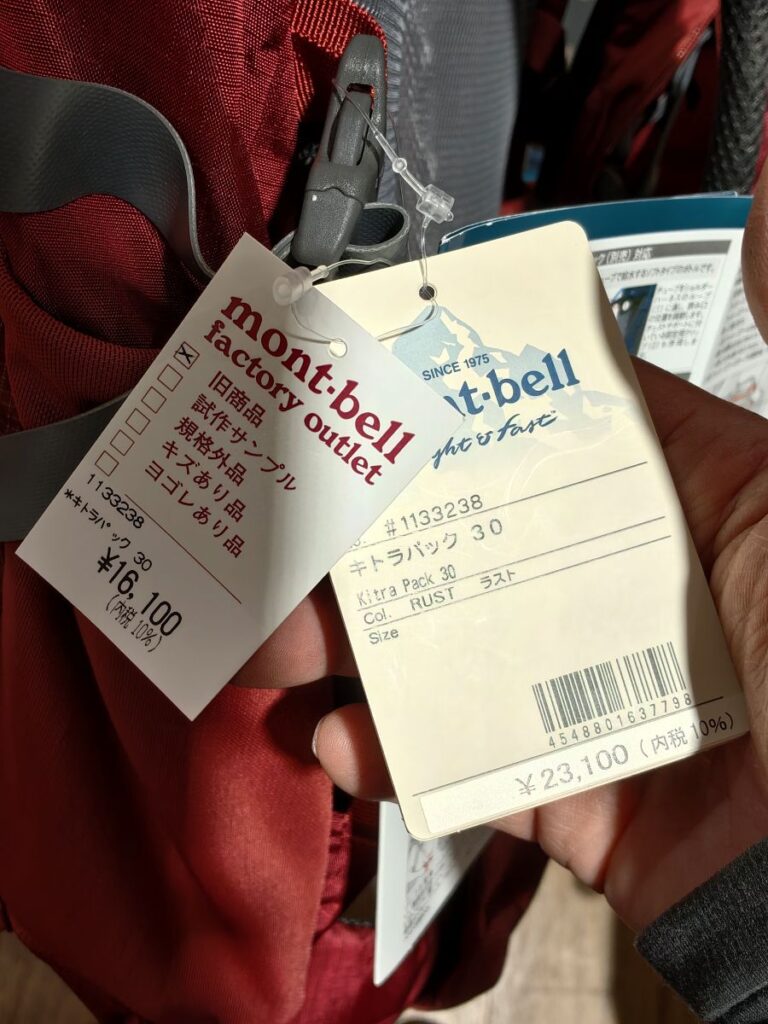 mont-bell
factory outlet
旧商品
試作サンプル
規格外品
キズあり品
ヨゴレあり品
1133238
*キトラパック 30
¥16,100
(内税10%)
SINCE 1975
t-bell
ght & fast
#1133238
キトラパック 30
Kitra Pack 30
Col. RUST ラスト
Size
4548801637798
¥23,100 (内税10%)
対応